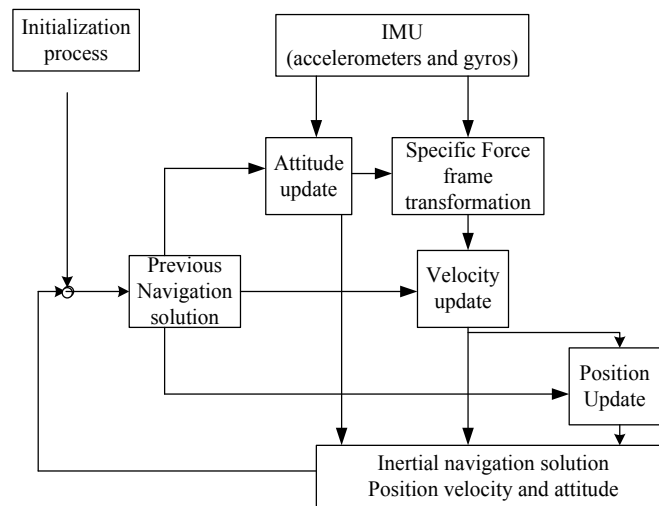 Initialization
process
IMU
(accelerometers and gyros)
Attitude
update
Specific Force
frame
transformation
Previous
Navigation
solution
Velocity
update
Position
Update
Inertial navigation solution
Position velocity and attitude